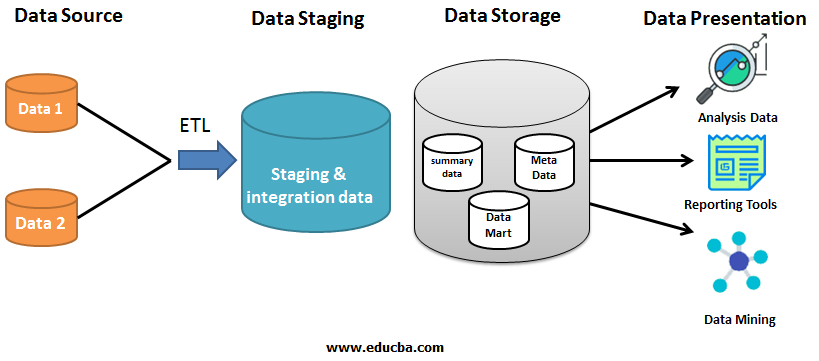 Data Source
Data Staging
Data Storage
Data Presentation
Data 1
Data 2
ETL
Staging &
integration data
summary
data
Meta
Data
Data
Mart
Analysis Data
Reporting Tools
Data Mining
www.educba.com